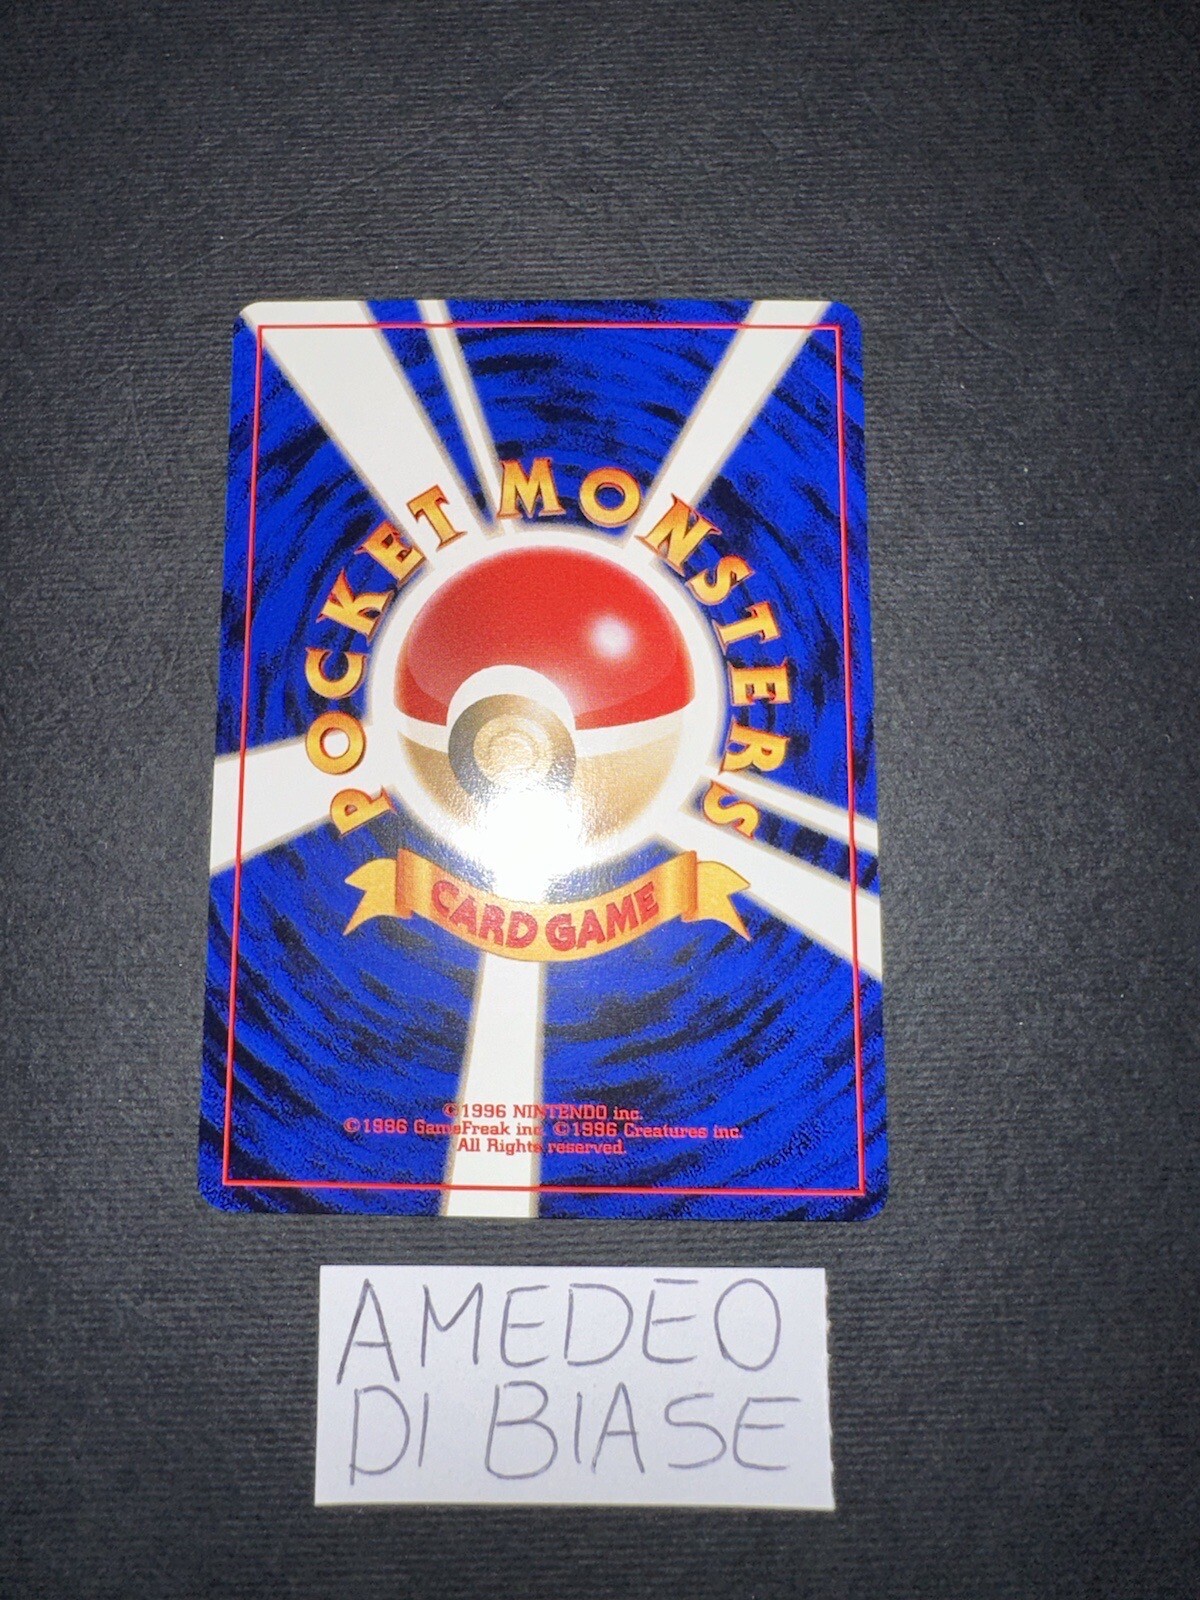 POCKET MONSTERS
CARD GAME
©1996 NINTENDO inc.
©1996 GameFreak inc. ©1996 Creatures inc.
All Rights reserved.
AMEDEO
DI BIASE